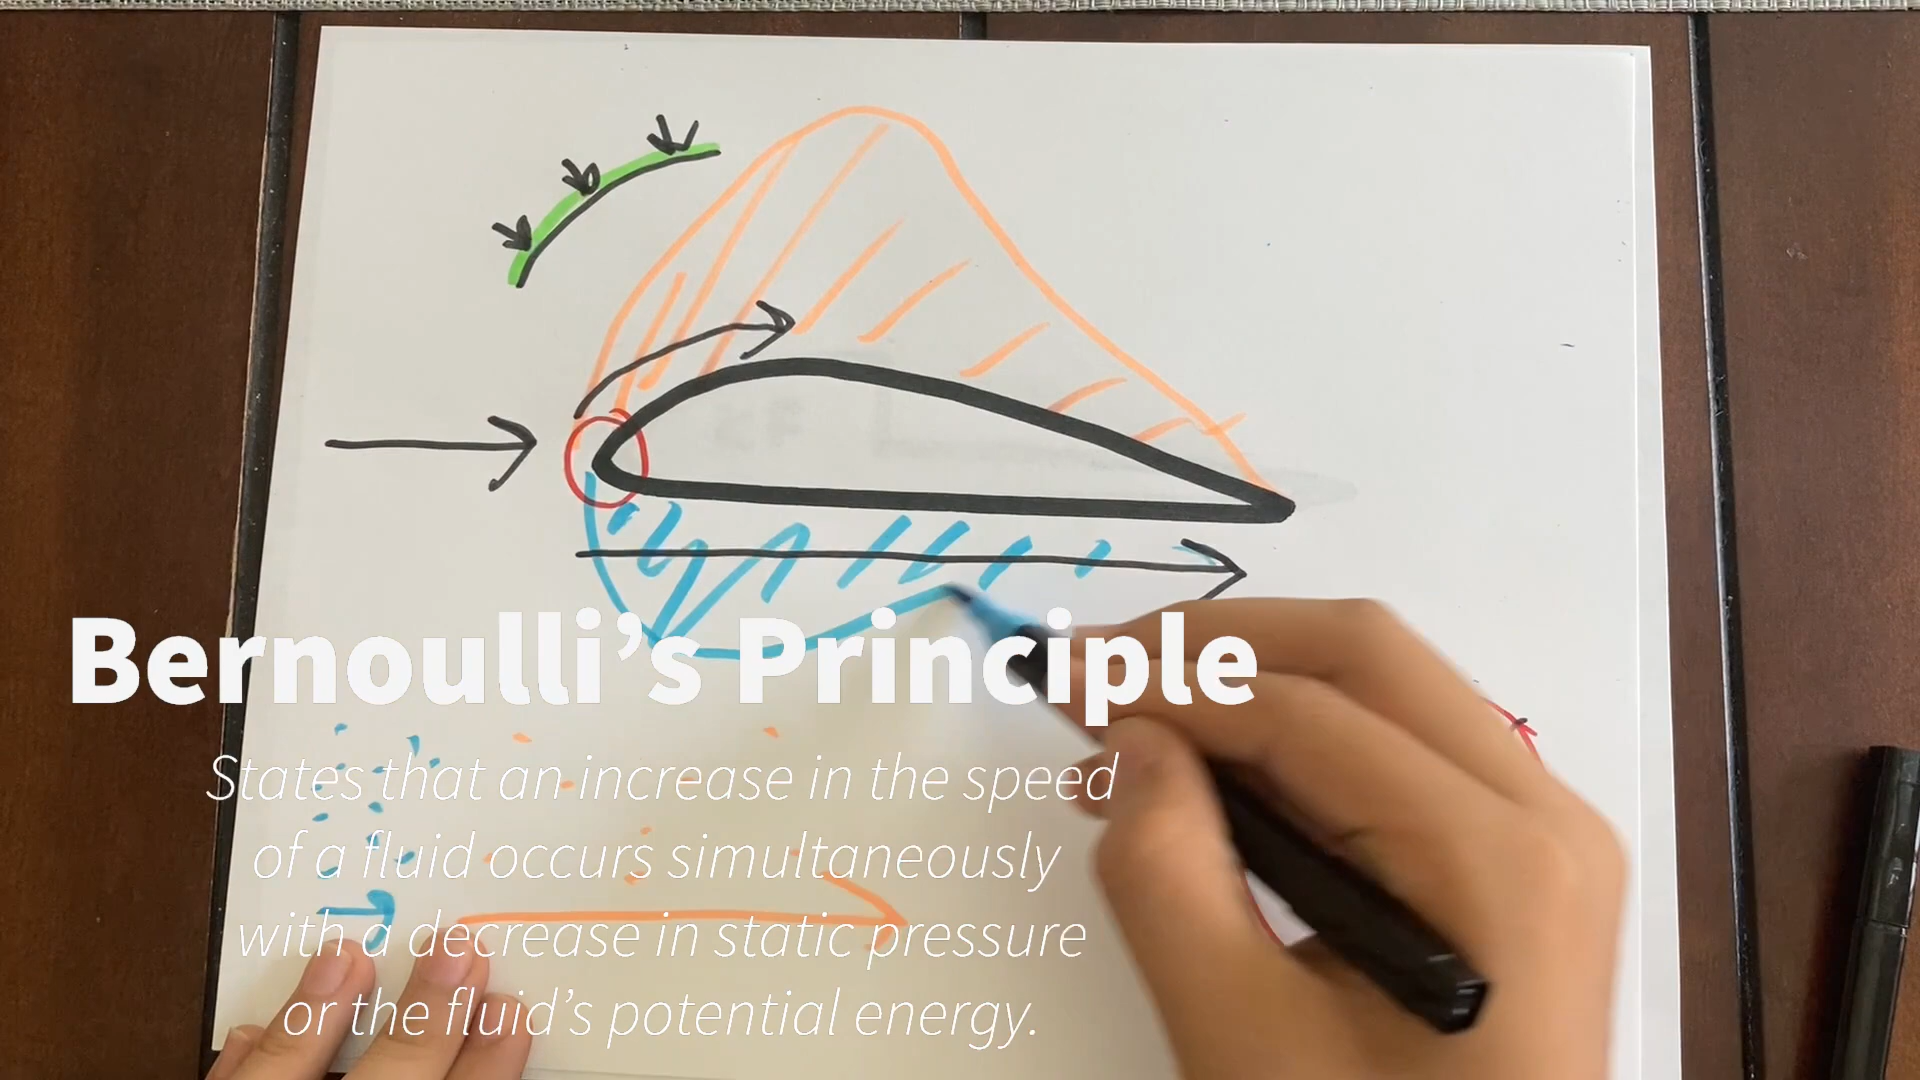 Bernoulli’s Principle
States that an increase in the speed
of a fluid occurs simultaneously
with a decrease in static pressure
or the fluid’s potential energy.